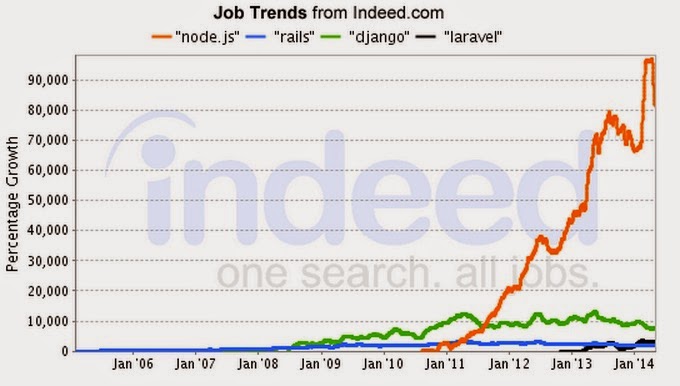 Job Trends from Indeed.com
"node.js" "rails" "django" "laravel"
Percentage Growth
90,000
80,000
70,000
60,000
50,000
40,000
30,000
20,000
10,000
0
indeed
one search. all jobs.
Jan '06 Jan '07 Jan '08 Jan '09 Jan '10 Jan '11 Jan '12 Jan '13 Jan '14